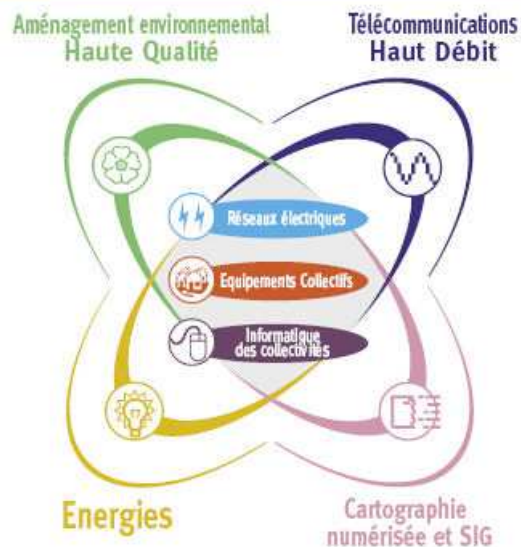 Aménagement environnemental
Haute Qualité
Télécommunications
Haut Débit
Réseaux électriques
Equipements Collectifs
Informatique
des collectivités
Energies
Cartographie
numérisée et SIG